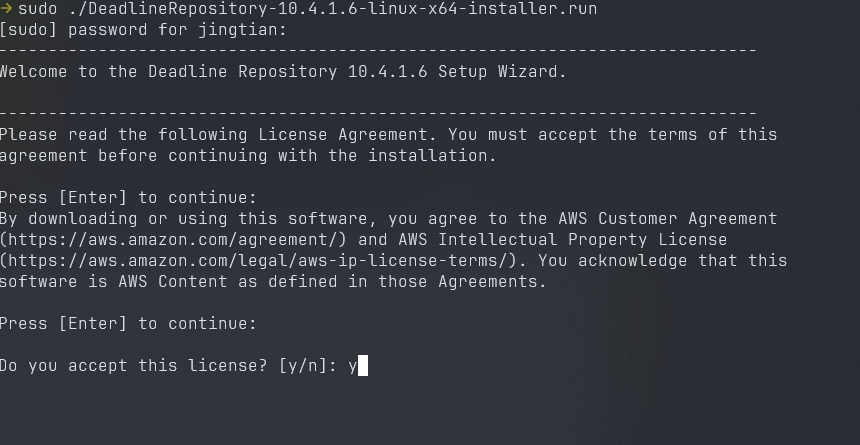 → sudo ./DeadlineRepository-10.4.1.6-linux-x64-installer.run
[sudo] password for jingtian:
----------------------------------------------------------------------------
Welcome to the Deadline Repository 10.4.1.6 Setup Wizard.
----------------------------------------------------------------------------
Please read the following License Agreement. You must accept the terms of this
agreement before continuing with the installation.
Press [Enter] to continue:
By downloading or using this software, you agree to the AWS Customer Agreement
(https://aws.amazon.com/agreement/) and AWS Intellectual Property License
(https://aws.amazon.com/legal/aws-ip-license-terms/). You acknowledge that this
software is AWS Content as defined in those Agreements.
Press [Enter] to continue:
Do you accept this license? [y/n]: y